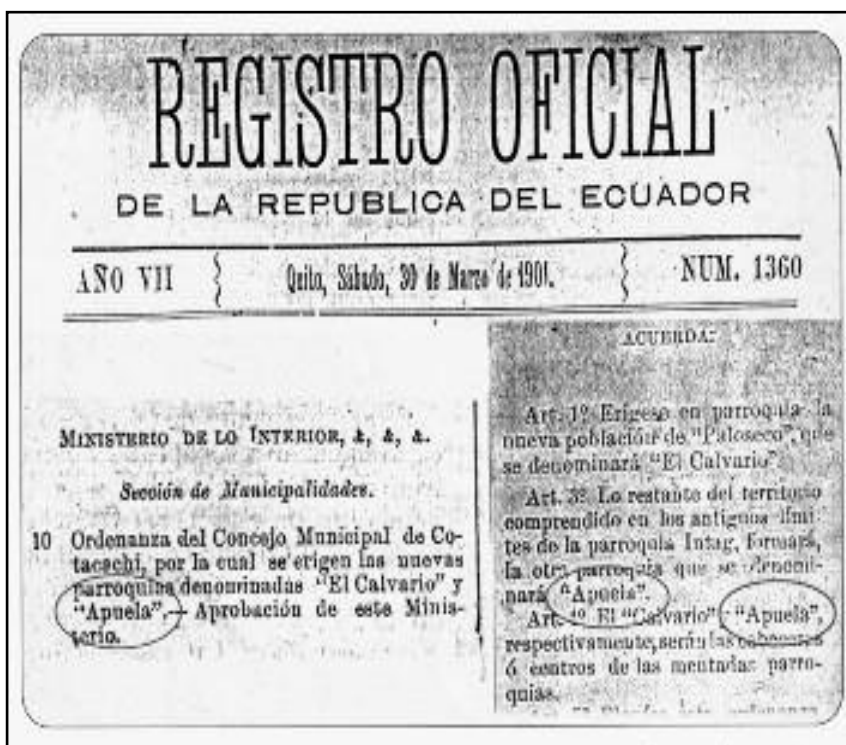 REGISTRO OFICIAL
DE LA REPUBLICA DEL ECUADOR
AÑO VII
Quito, Sábado, 30 de Marzo de 1901.
NUM. 1360
MINISTERIO DE LO INTERIOR, &, &, &.
Sección de Municipalidades.
10 Ordenanza del Concejo Municipal de Co-
tacachi, por la cual se erigen las nuevas
parroquias denominadas "El Calvario" y
"Apuela".— Aprobación de este Minis-
terio.
ACUERDA:
Art. 1º Erígese en parroquia la
nueva población de "Paloseco", que
se denominará "El Calvario"
Art. 3º Lo restante del territorio
comprendido en los antiguos lími-
tes de la parroquia Intag, formará,
la otra parroquia que se denomi-
nará "Apuela".
Art. 4º El "Calvario" y "Apuela",
respectivamente, serán las cabeceras
ó centros de las mentadas parro-
quias.